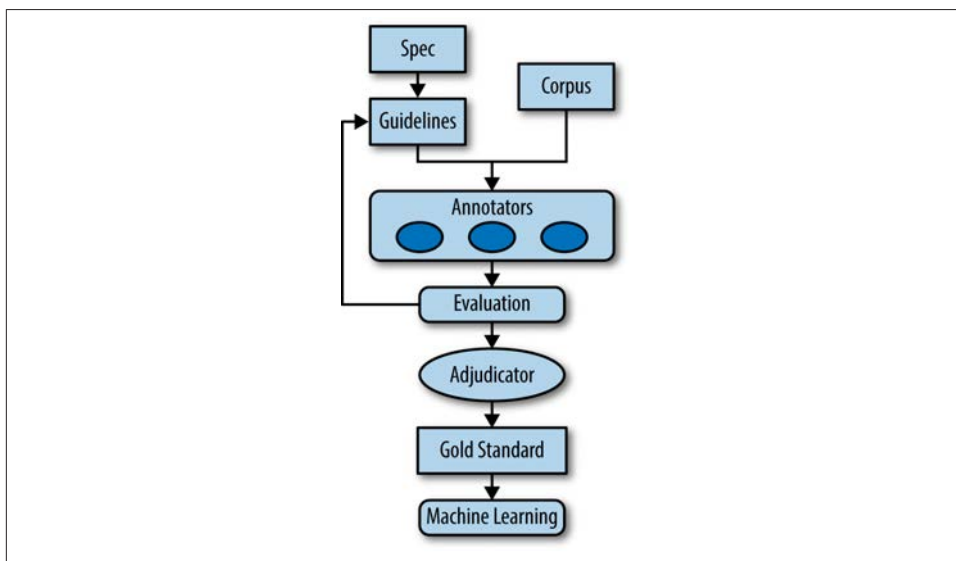 Spec
Corpus
Guidelines
Annotators
Evaluation
Adjudicator
Gold Standard
Machine Learning